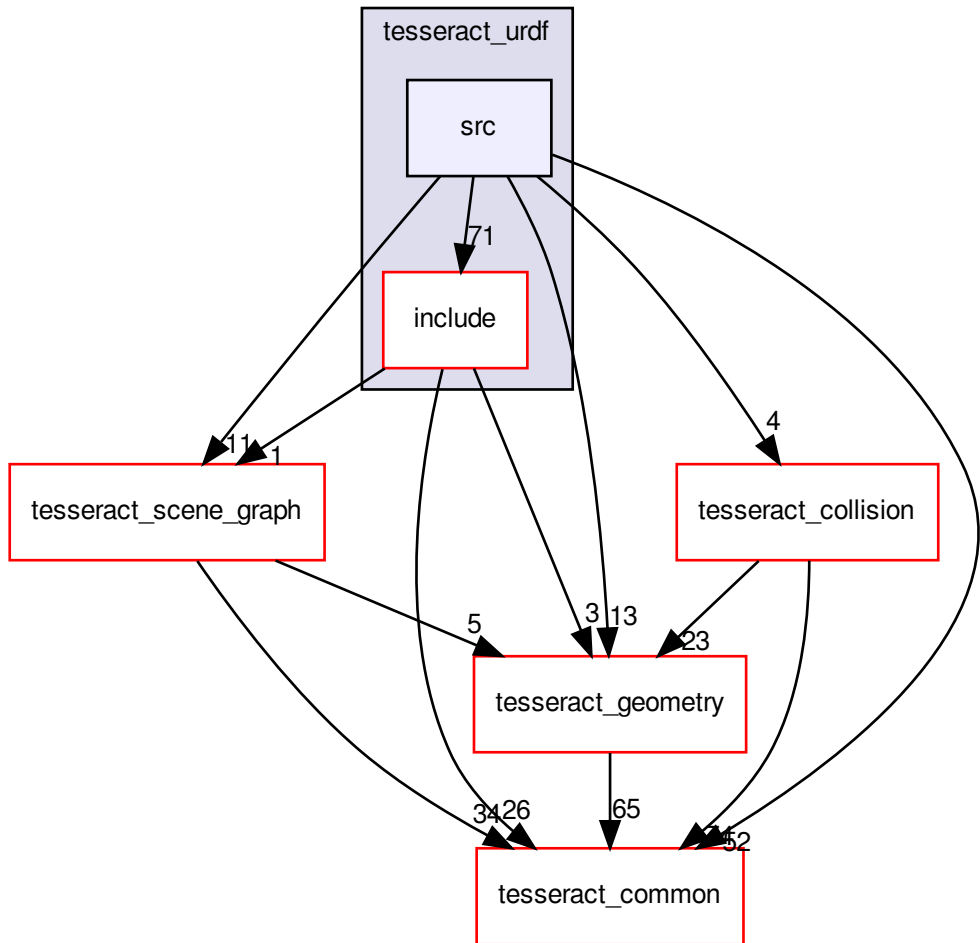 tesseract_urdf
src
71
include
11
1
4
tesseract_scene_graph
tesseract_collision
5
3
13
23
tesseract_geometry
34
26
65
52
tesseract_common